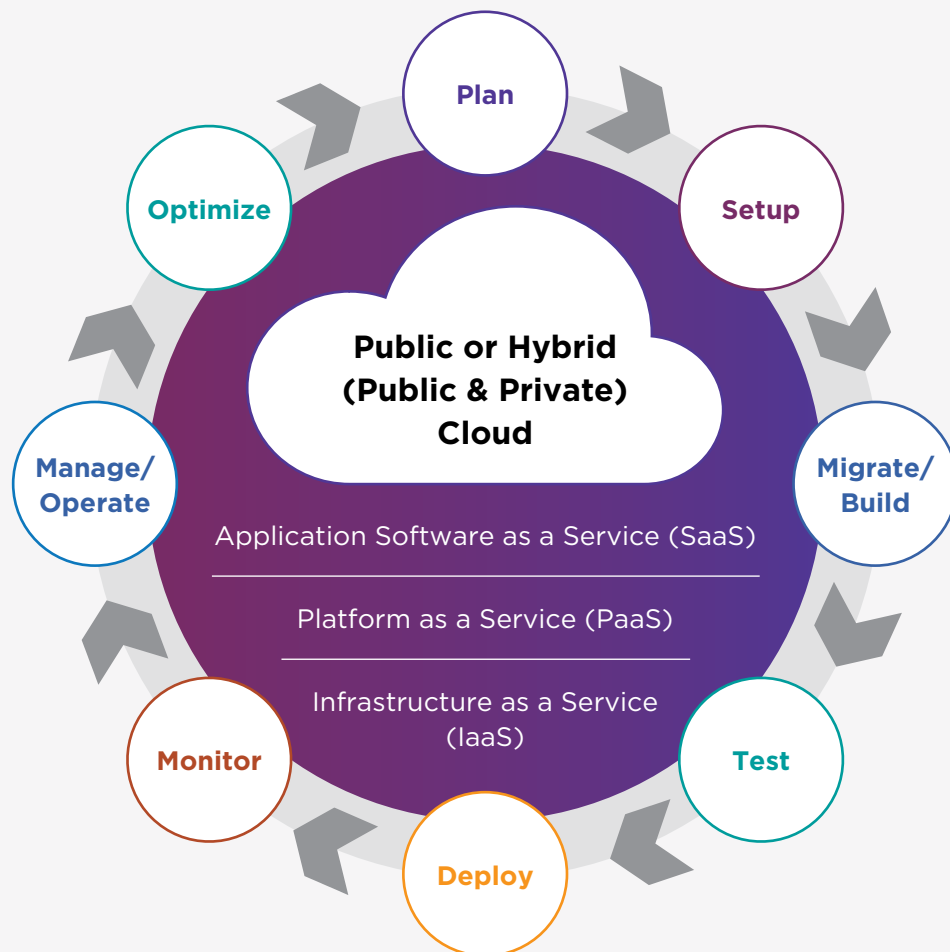 Plan
Setup
Migrate/
Build
Test
Deploy
Monitor
Manage/
Operate
Optimize
Public or Hybrid
(Public & Private)
Cloud
Application Software as a Service (SaaS)
Platform as a Service (PaaS)
Infrastructure as a Service
(IaaS)